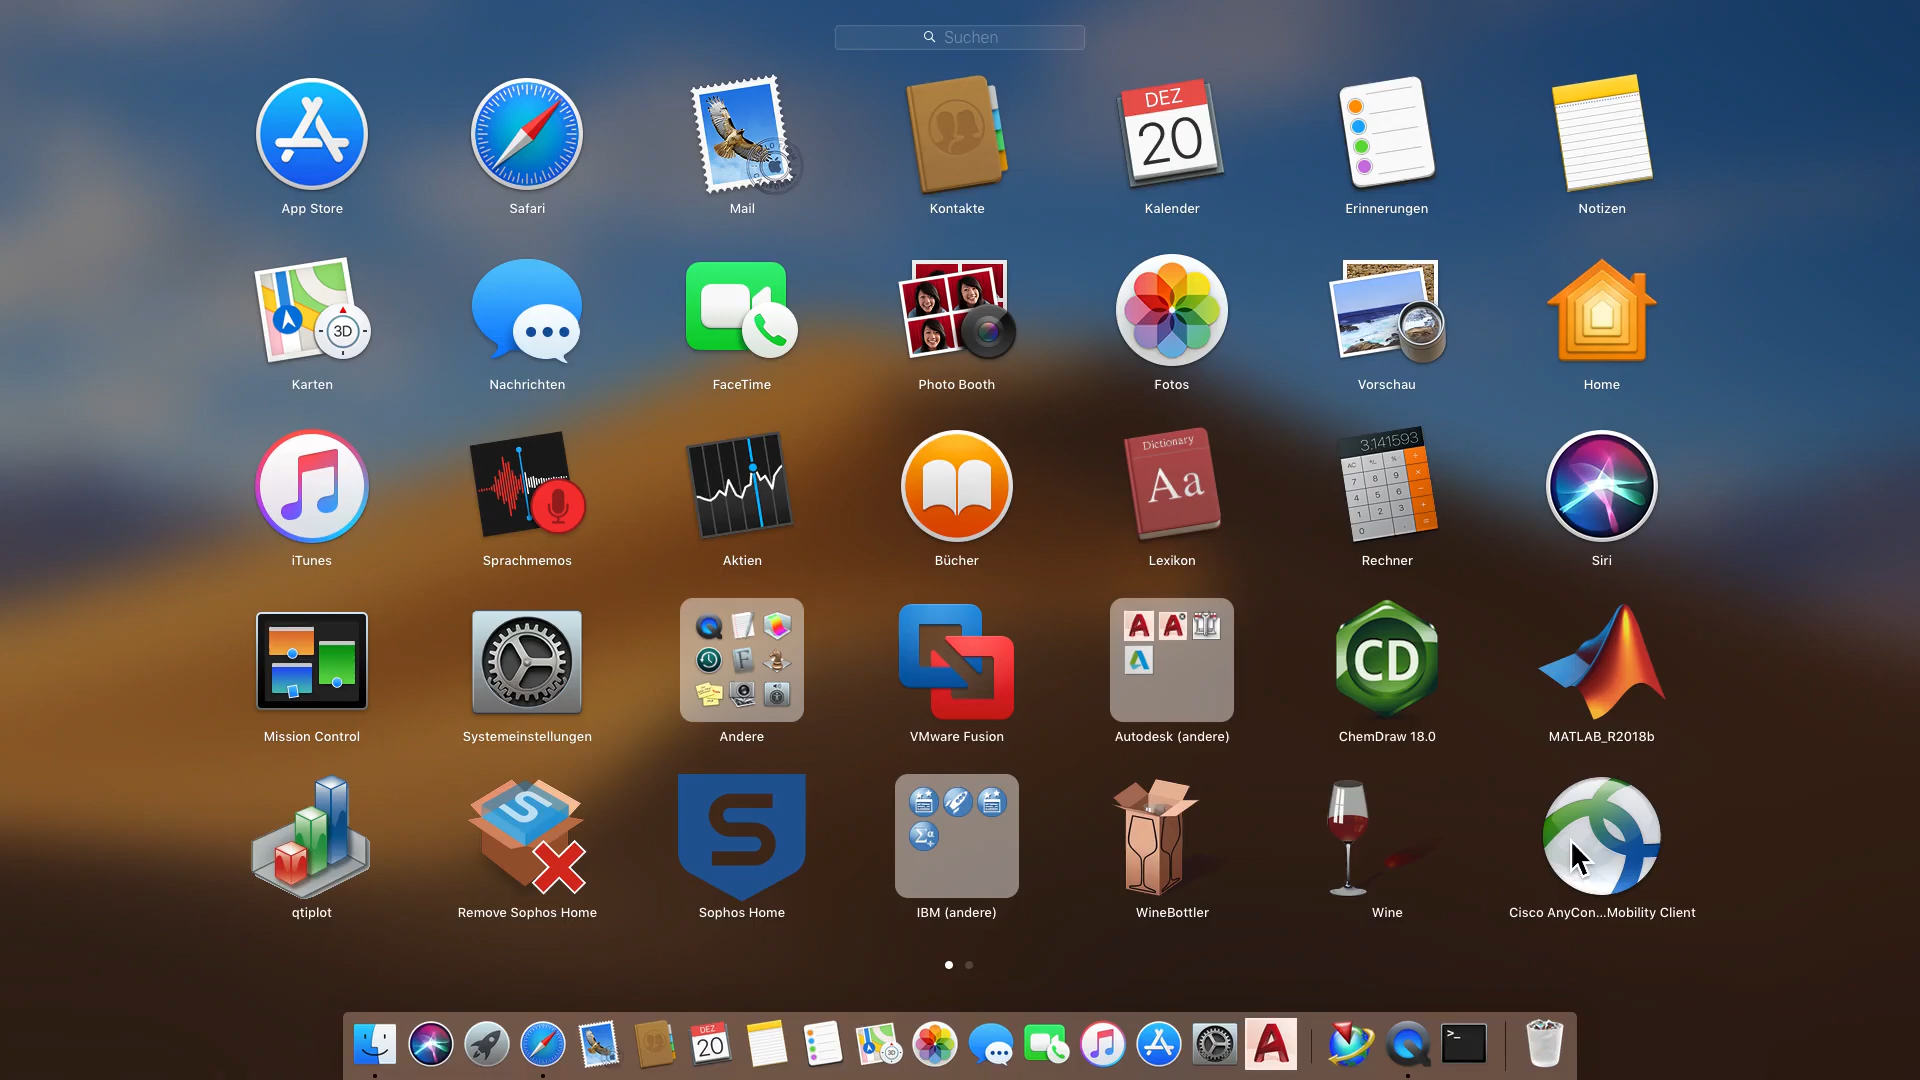 Suchen
DEZ
20
App Store
Safari
Mail
Kontakte
Kalender
Erinnerungen
Notizen
3D
Karten
Nachrichten
FaceTime
Photo Booth
Fotos
Vorschau
Home
Dictionary
Aa
3.141593
iTunes
Sprachmemos
Aktien
Bücher
Lexikon
Rechner
Siri
CD
Mission Control
Systemeinstellungen
Andere
VMware Fusion
Autodesk (andere)
ChemDraw 18.0
MATLAB_R2018b
S
qtiplot
Remove Sophos Home
Sophos Home
IBM (andere)
WineBottler
Wine
Cisco AnyCon...Mobility Client
DEZ
20
3D
A
>_